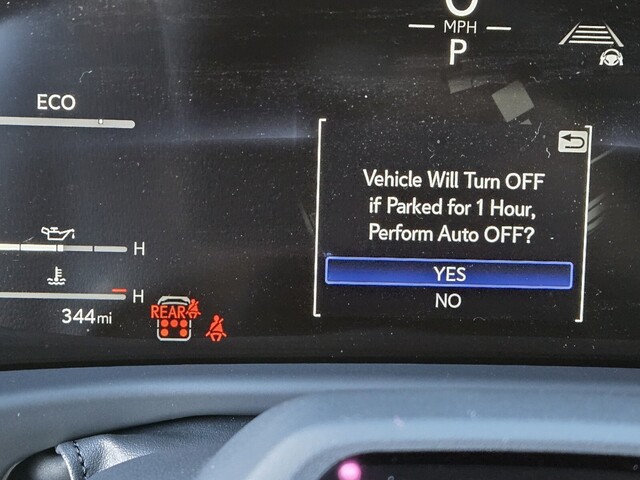 MPH
P
ECO
Vehicle Will Turn OFF
if Parked for 1 Hour,
Perform Auto OFF?
YES
NO
H
H
344mi
REAR